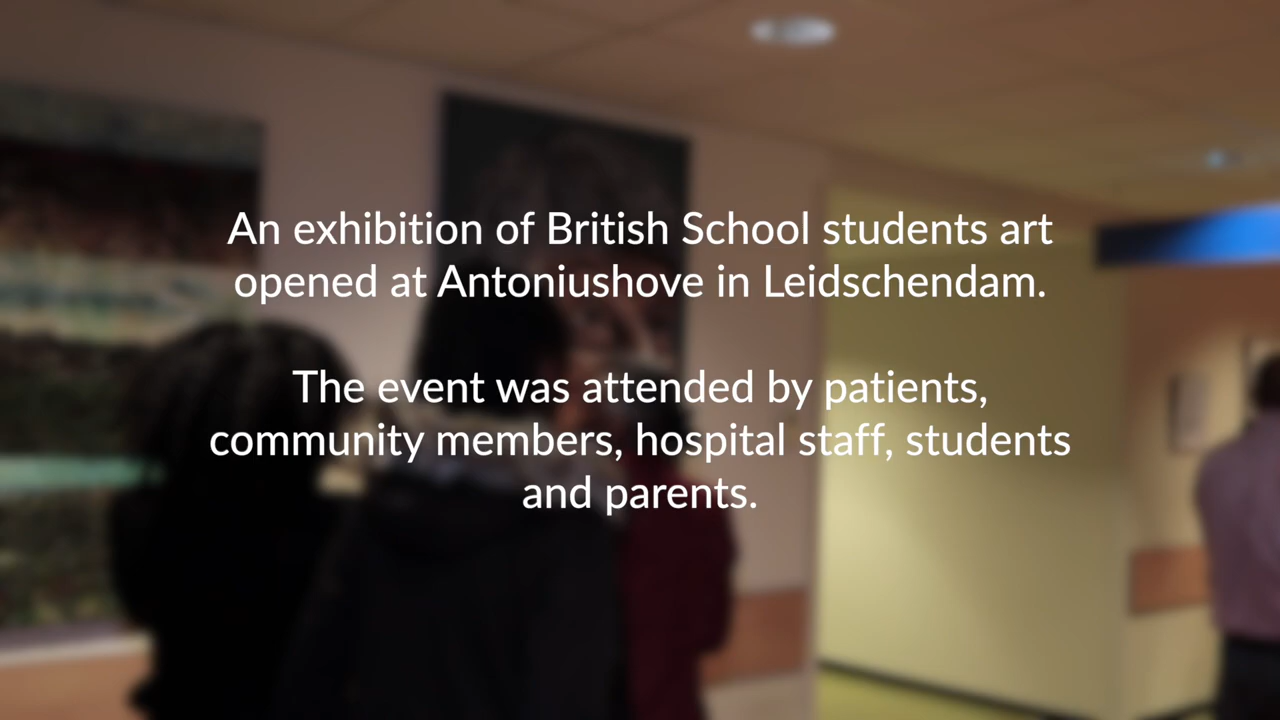 An exhibition of British School students art
opened at Antoniushove in Leidschendam.
The event was attended by patients,
community members, hospital staff, students
and parents.